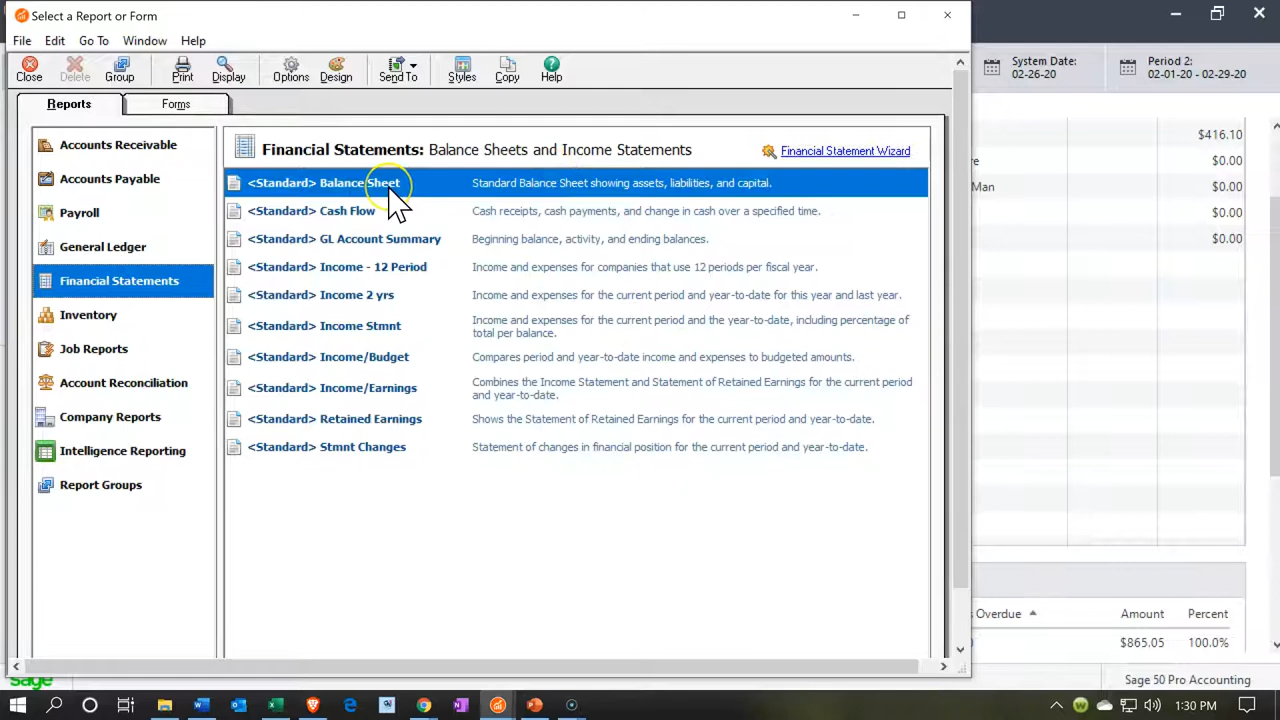 Select a Report or Form
File Edit Go To Window Help
Close Delete Group Print Display Options Design Send To Styles Copy Help
Reports Forms
System Date:
02-26-20
Period 2:
02-01-20 - 02-29-20
Accounts Receivable
Accounts Payable
Payroll
General Ledger
Financial Statements
Inventory
Job Reports
Account Reconciliation
Company Reports
Intelligence Reporting
Report Groups
Financial Statements: Balance Sheets and Income Statements
Financial Statement Wizard
<Standard> Balance Sheet Standard Balance Sheet showing assets, liabilities, and capital.
<Standard> Cash Flow Cash receipts, cash payments, and change in cash over a specified time.
<Standard> GL Account Summary Beginning balance, activity, and ending balances.
<Standard> Income - 12 Period Income and expenses for companies that use 12 periods per fiscal year.
<Standard> Income 2 yrs Income and expenses for the current period and year-to-date for this year and last year.
<Standard> Income Stmnt Income and expenses for the current period and the year-to-date, including percentage of
total per balance.
<Standard> Income/Budget Compares period and year-to-date income and expenses to budgeted amounts.
<Standard> Income/Earnings Combines the Income Statement and Statement of Retained Earnings for the current period
and year-to-date.
<Standard> Retained Earnings Shows the Statement of Retained Earnings for the current period and year-to-date.
<Standard> Stmnt Changes Statement of changes in financial position for the current period and year-to-date.
$416.10
re $0.00
Man $0.00
$0.00
$0.00
s Overdue Amount Percent
$865.05 100.0%
Sage 50 Pro Accounting
1:30 PM